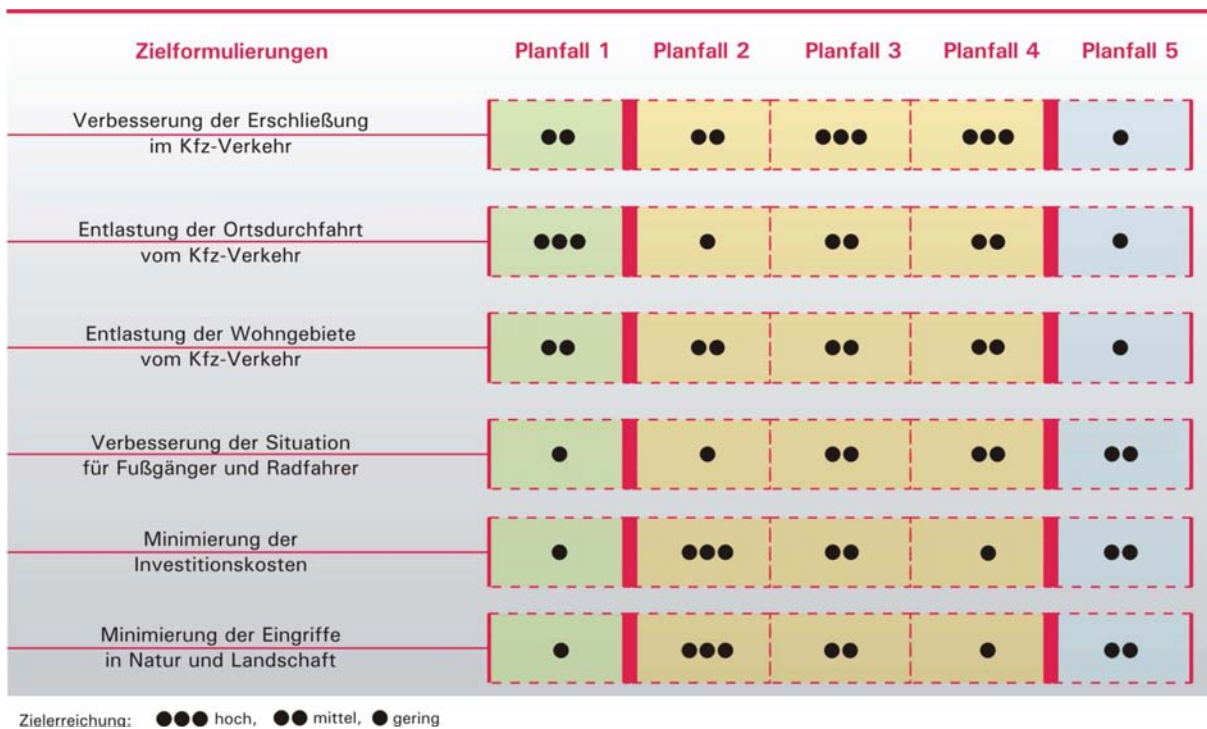 Zielformulierungen Planfall 1 Planfall 2 Planfall 3 Planfall 4 Planfall 5
Verbesserung der Erschließung
im Kfz-Verkehr
●● ●● ●●● ●●● ●
Entlastung der Ortsdurchfahrt
vom Kfz-Verkehr
●●● ● ●● ●● ●
Entlastung der Wohngebiete
vom Kfz-Verkehr
●● ●● ●● ●● ●
Verbesserung der Situation
für Fußgänger und Radfahrer
● ● ●● ●● ●●
Minimierung der
Investitionskosten
● ●●● ●● ● ●●
Minimierung der Eingriffe
in Natur und Landschaft
● ●●● ●● ● ●●
Zielerreichung: ●●● hoch, ●● mittel, ● gering